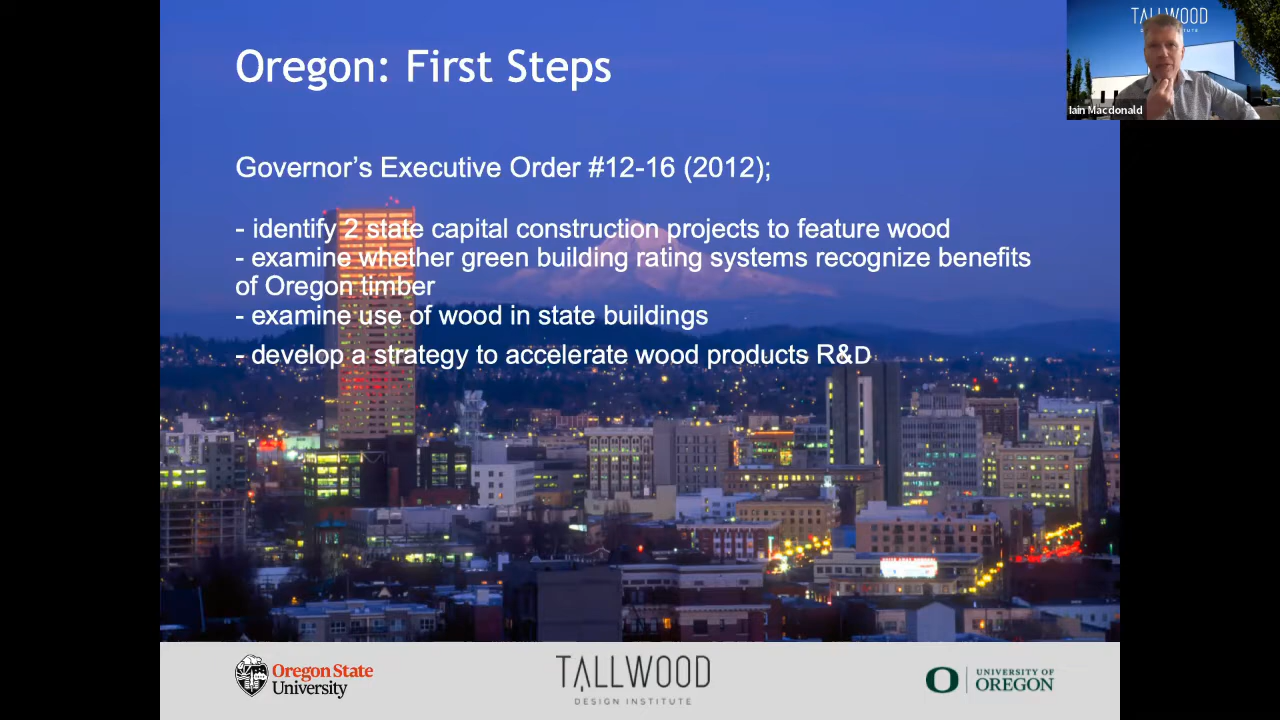 Oregon: First Steps
TALLWOOD
Iain Macdonald
Governor's Executive Order #12-16 (2012);
- identify 2 state capital construction projects to feature wood
- examine whether green building rating systems recognize benefits
of Oregon timber
- examine use of wood in state buildings
- develop a strategy to accelerate wood products R&D
Oregon State
University
TALLWOOD
DESIGN INSTITUTE
UNIVERSITY OF
OREGON